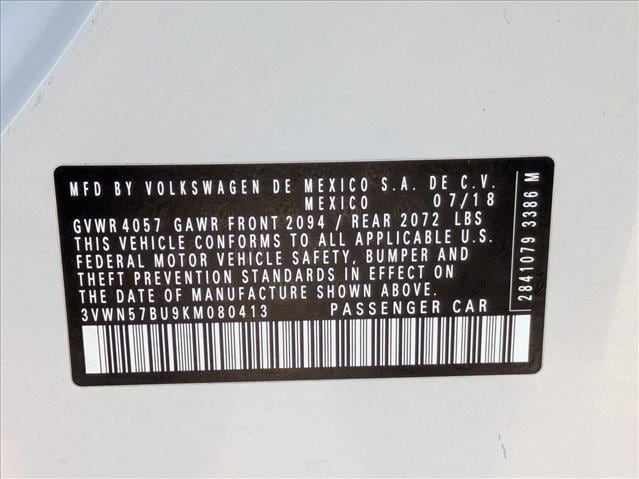 MFD BY VOLKSWAGEN DE MEXICO S.A. DE C.V.
MEXICO 07/18
GVWR 4057 GAWR FRONT 2094 / REAR 2072 LBS
THIS VEHICLE CONFORMS TO ALL APPLICABLE U.S.
FEDERAL MOTOR VEHICLE SAFETY, BUMPER AND
THEFT PREVENTION STANDARDS IN EFFECT ON
THE DATE OF MANUFACTURE SHOWN ABOVE.
3VWN57BU9KM080413 PASSENGER CAR
2841079 3386 M